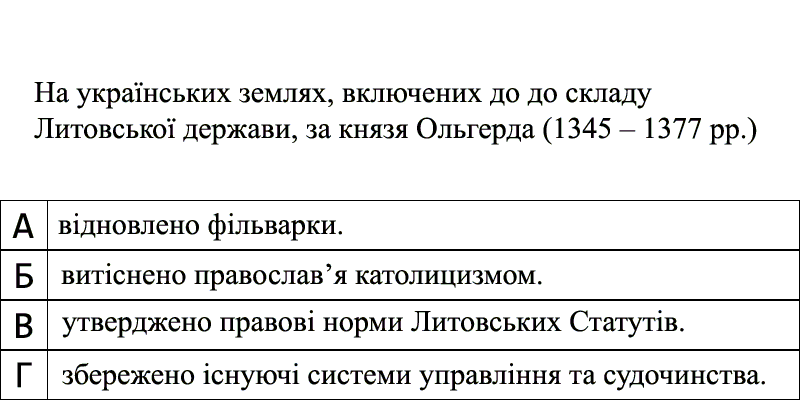 На українських землях, включених до до складу
Литовської держави, за князя Ольгерда (1345 – 1377 рр.)
А відновлено фільварки.
Б витіснено православ’я католицизмом.
В утверджено правові норми Литовських Статутів.
Г збережено існуючі системи управління та судочинства.